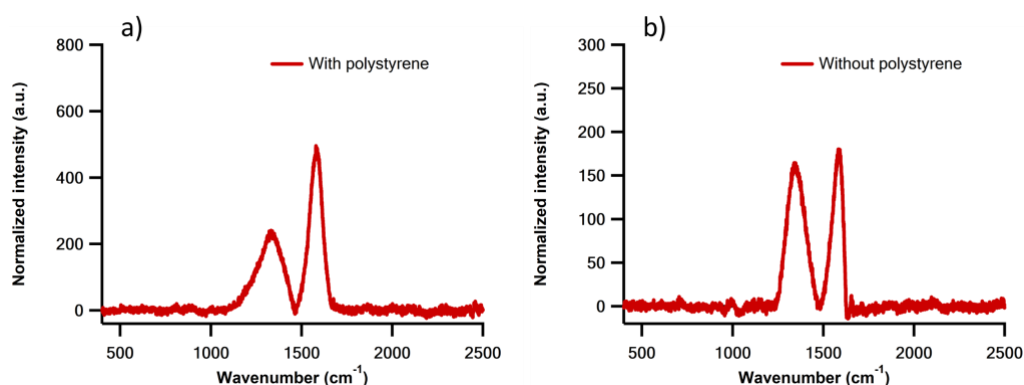 a)
With polystyrene
Normalized intensity (a.u.)
800
600
400
200
0
500 1000 1500 2000 2500
Wavenumber (cm⁻¹)
b)
Without polystyrene
Normalized intensity (a.u.)
300
250
200
150
100
50
0
500 1000 1500 2000 2500
Wavenumber (cm⁻¹)